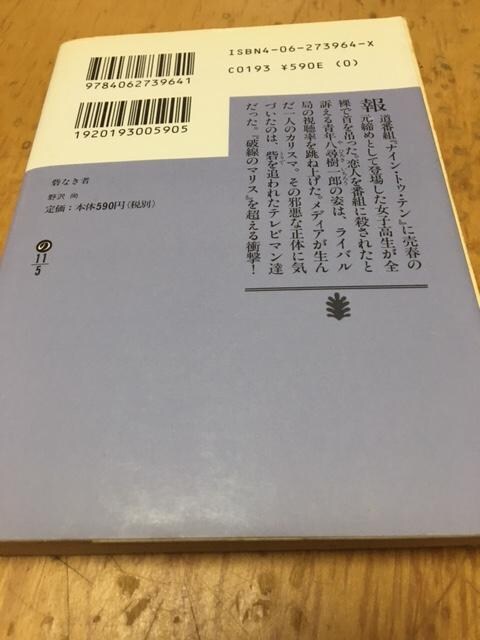 ISBN4-06-273964-X
9784062739641
C0193 ¥590E (0)
1920193005905
報道番組『ナイン・トゥ・テン』に売春の
元締めとして登場した女子高生が全
裸で首を吊った。恋人を番組に殺されたと
訴える青年八尋樹一郎の姿は、ライバル
局の視聴率を跳ね上げた。メディアが生ん
だ一人のカリスマ。その邪悪な正体に気
づいたのは、砦を追われたテレビマン達
だった。『破線のマリス』を超える衝撃!
砦なき者
野沢 尚
定価:本体590円(税別)
の
11
5